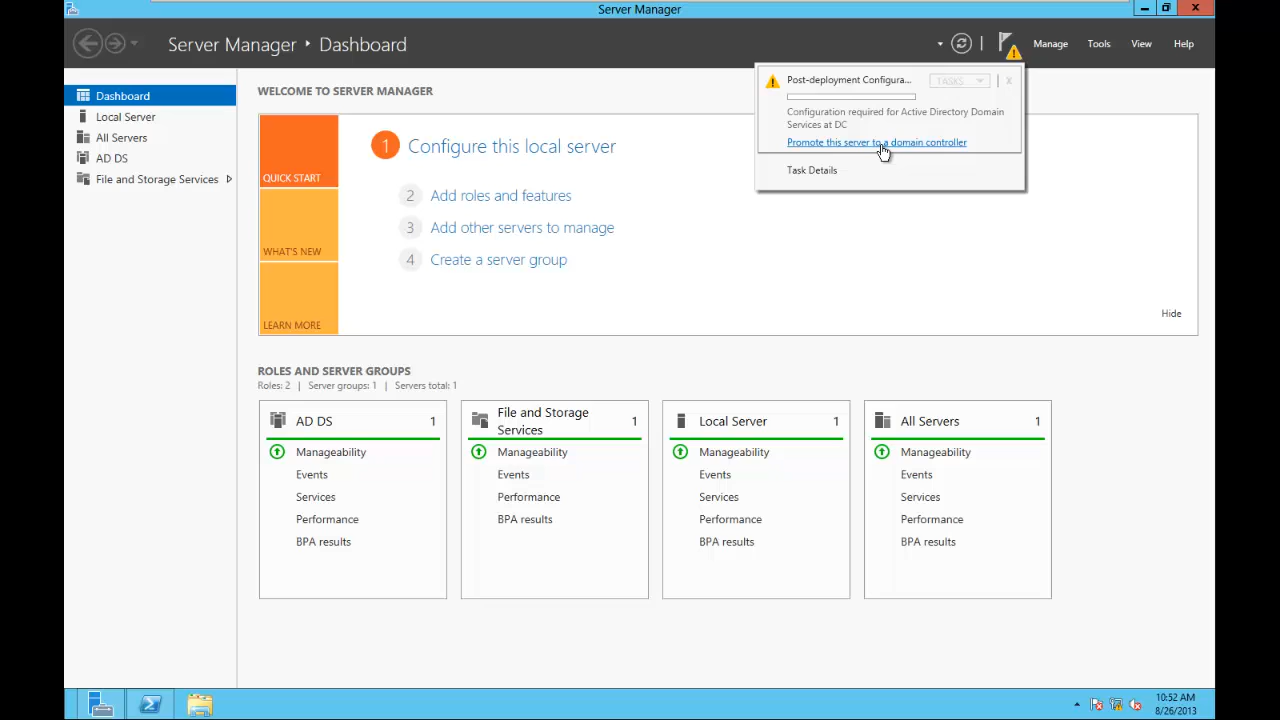 Server Manager
Server Manager ‣ Dashboard
Manage Tools View Help
Dashboard
Local Server
All Servers
AD DS
File and Storage Services
WELCOME TO SERVER MANAGER
Post-deployment Configura... TASKS X
Configuration required for Active Directory Domain
Services at DC
Promote this server to a domain controller
Task Details
QUICK START
WHAT'S NEW
LEARN MORE
1 Configure this local server
2 Add roles and features
3 Add other servers to manage
4 Create a server group
Hide
ROLES AND SERVER GROUPS
Roles: 2 | Server groups: 1 | Servers total: 1
AD DS 1
Manageability
Events
Services
Performance
BPA results
File and Storage
Services 1
Manageability
Events
Performance
BPA results
Local Server 1
Manageability
Events
Services
Performance
BPA results
All Servers 1
Manageability
Events
Services
Performance
BPA results
10:52 AM
8/26/2013